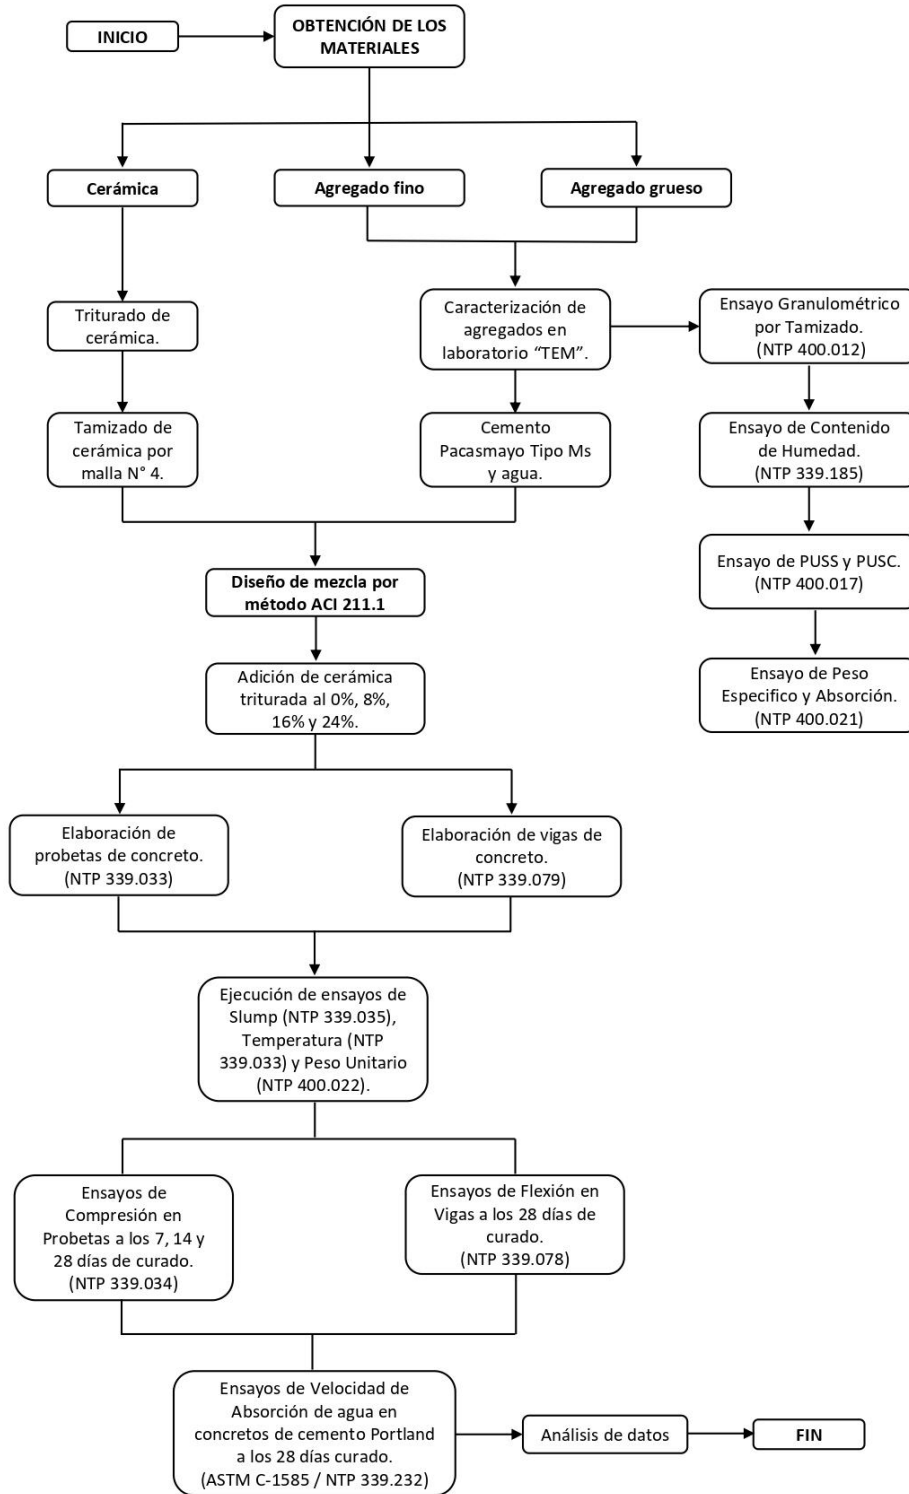 INICIO
OBTENCIÓN DE LOS
MATERIALES
Cerámica
Agregado fino
Agregado grueso
Triturado de
cerámica.
Caracterización de
agregados en
laboratorio “TEM”.
Ensayo Granulométrico
por Tamizado.
(NTP 400.012)
Tamizado de
cerámica por
malla N° 4.
Cemento
Pacasmayo Tipo Ms
y agua.
Ensayo de Contenido
de Humedad.
(NTP 339.185)
Ensayo de PUSS y PUSC.
(NTP 400.017)
Diseño de mezcla por
método ACI 211.1
Ensayo de Peso
Especifico y Absorción.
(NTP 400.021)
Adición de cerámica
triturada al 0%, 8%,
16% y 24%.
Elaboración de
probetas de concreto.
(NTP 339.033)
Elaboración de vigas de
concreto.
(NTP 339.079)
Ejecución de ensayos de
Slump (NTP 339.035),
Temperatura (NTP
339.033) y Peso Unitario
(NTP 400.022).
Ensayos de
Compresión en
Probetas a los 7, 14 y
28 días de curado.
(NTP 339.034)
Ensayos de Flexión en
Vigas a los 28 días de
curado.
(NTP 339.078)
Ensayos de Velocidad de
Absorción de agua en
concretos de cemento Portland
a los 28 días curado.
(ASTM C-1585 / NTP 339.232)
Análisis de datos
FIN